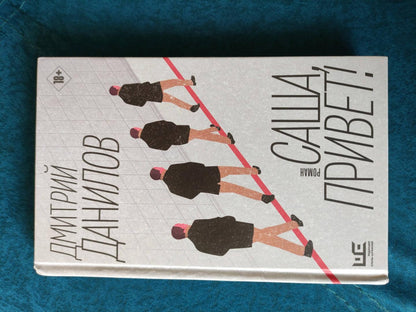 ДМИТРИЙ
ДАНИЛОВ
18+
САША,
ПРИВЕТ!
РОМАН